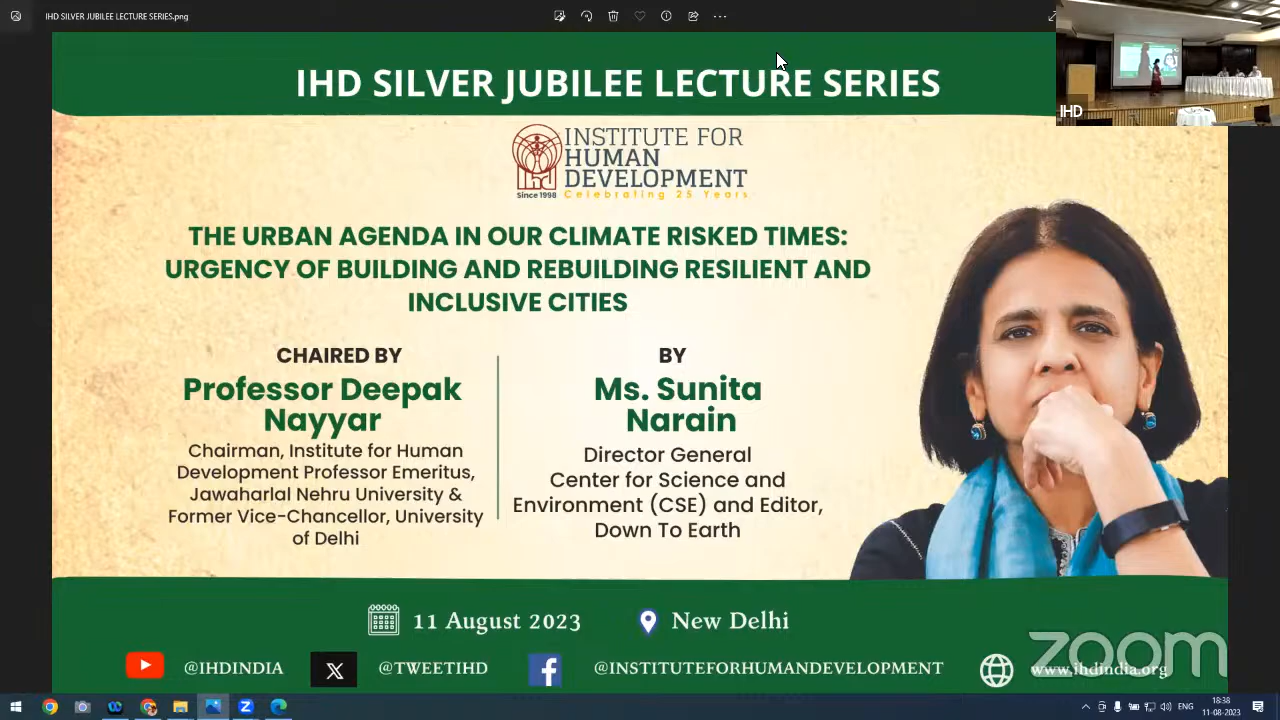 IHD SILVER JUBILEE LECTURE SERIES.png
IHD
IHD SILVER JUBILEE LECTURE SERIES
INSTITUTE FOR
HUMAN
DEVELOPMENT
Since 1998 Celebrating 25 Years
THE URBAN AGENDA IN OUR CLIMATE RISKED TIMES:
URGENCY OF BUILDING AND REBUILDING RESILIENT AND
INCLUSIVE CITIES
CHAIRED BY
Professor Deepak
Nayyar
Chairman, Institute for Human
Development Professor Emeritus,
Jawaharlal Nehru University &
Former Vice-Chancellor, University
of Delhi
BY
Ms. Sunita
Narain
Director General
Center for Science and
Environment (CSE) and Editor,
Down To Earth
11 August 2023 New Delhi
zoom
@IHDINDIA @TWEETIHD @INSTITUTEFORHUMANDEVELOPMENT www.ihdindia.org
ENG 18:38
11-08-2023